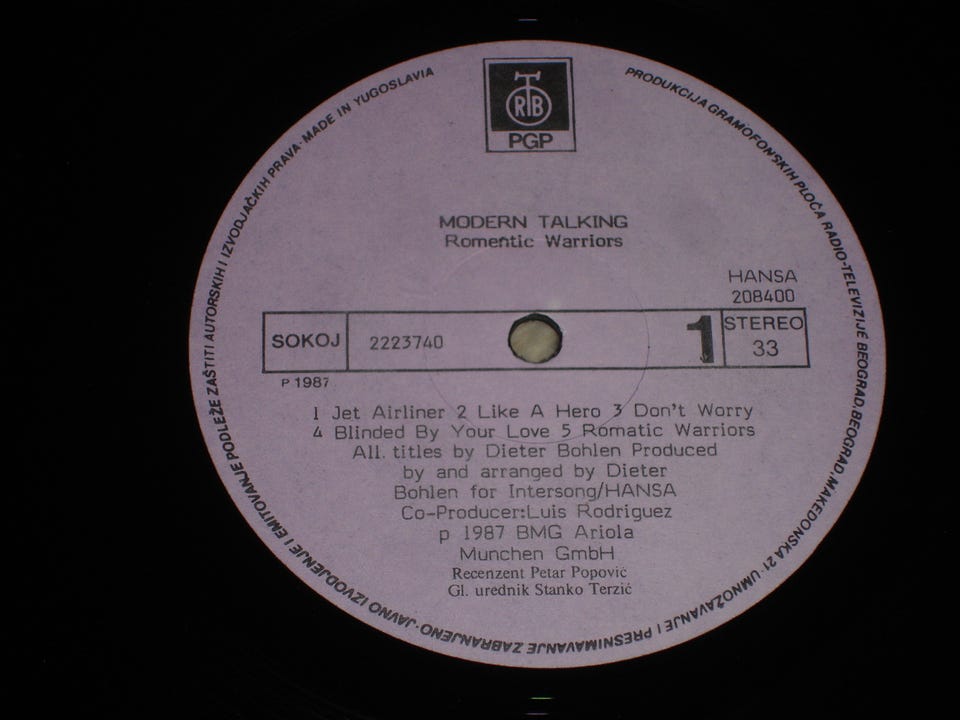 RTB
PGP
PRODUKCIJA GRAMOFONSKIH PLOČA RADIO-TELEVIZIJE BEOGRAD, BEOGRAD, MAKEDONSKA 21 · UMNOŽAVANJE I PRESNIMAVANJE ZABRANJENO · JAVNO IZVODJENJE I EMITOVANJE PODLEŽE ZAŠTITI AUTORSKIH I IZVODJAČKIH PRAVA · MADE IN YUGOSLAVIA
MODERN TALKING
Romentic Warriors
HANSA
208400
SOKOJ 2223740 1 STEREO
33
P 1987
1 Jet Airliner 2 Like A Hero 3 Don't Worry
4 Blinded By Your Love 5 Romatic Warriors
All. titles by Dieter Bohlen Produced
by and arranged by Dieter
Bohlen for Intersong/HANSA
Co-Producer:Luis Rodriguez
p 1987 BMG Ariola
Munchen GmbH
Recenzent Petar Popović
Gl. urednik Stanko Terzić